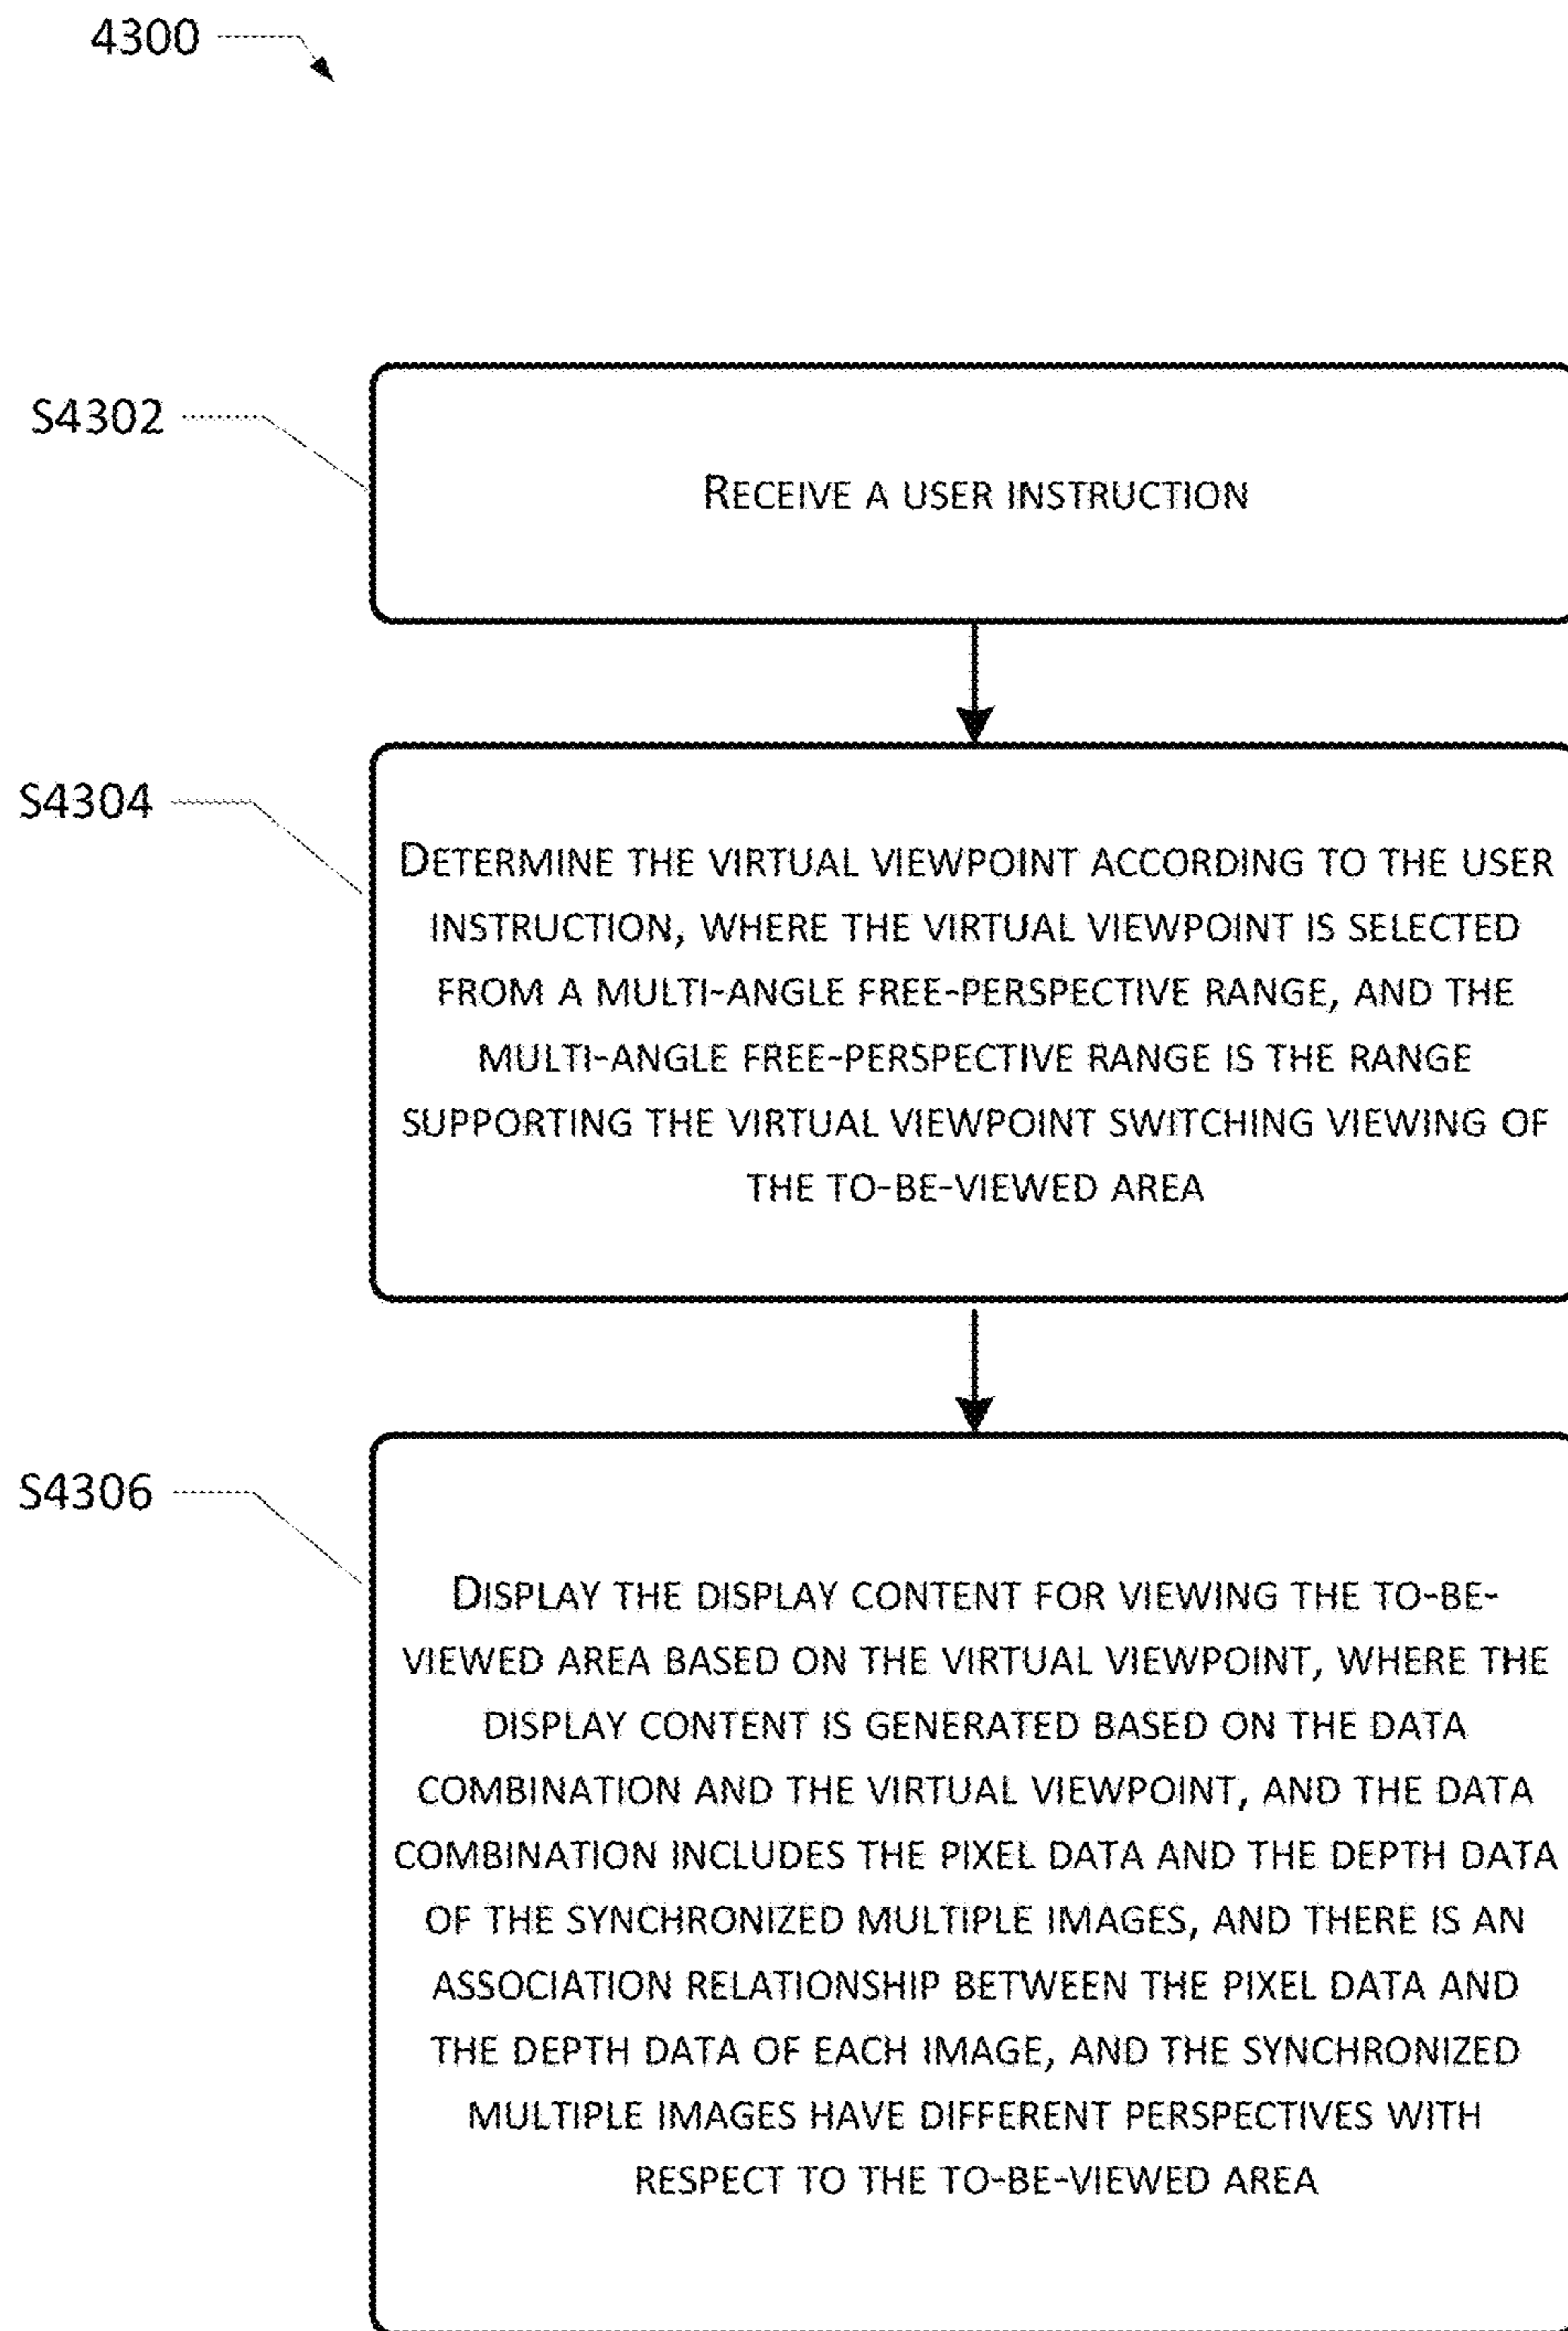 4300
S4302
RECEIVE A USER INSTRUCTION
S4304
DETERMINE THE VIRTUAL VIEWPOINT ACCORDING TO THE USER
INSTRUCTION, WHERE THE VIRTUAL VIEWPOINT IS SELECTED
FROM A MULTI-ANGLE FREE-PERSPECTIVE RANGE, AND THE
MULTI-ANGLE FREE-PERSPECTIVE RANGE IS THE RANGE
SUPPORTING THE VIRTUAL VIEWPOINT SWITCHING VIEWING OF
THE TO-BE-VIEWED AREA
S4306
DISPLAY THE DISPLAY CONTENT FOR VIEWING THE TO-BE-
VIEWED AREA BASED ON THE VIRTUAL VIEWPOINT, WHERE THE
DISPLAY CONTENT IS GENERATED BASED ON THE DATA
COMBINATION AND THE VIRTUAL VIEWPOINT, AND THE DATA
COMBINATION INCLUDES THE PIXEL DATA AND THE DEPTH DATA
OF THE SYNCHRONIZED MULTIPLE IMAGES, AND THERE IS AN
ASSOCIATION RELATIONSHIP BETWEEN THE PIXEL DATA AND
THE DEPTH DATA OF EACH IMAGE, AND THE SYNCHRONIZED
MULTIPLE IMAGES HAVE DIFFERENT PERSPECTIVES WITH
RESPECT TO THE TO-BE-VIEWED AREA